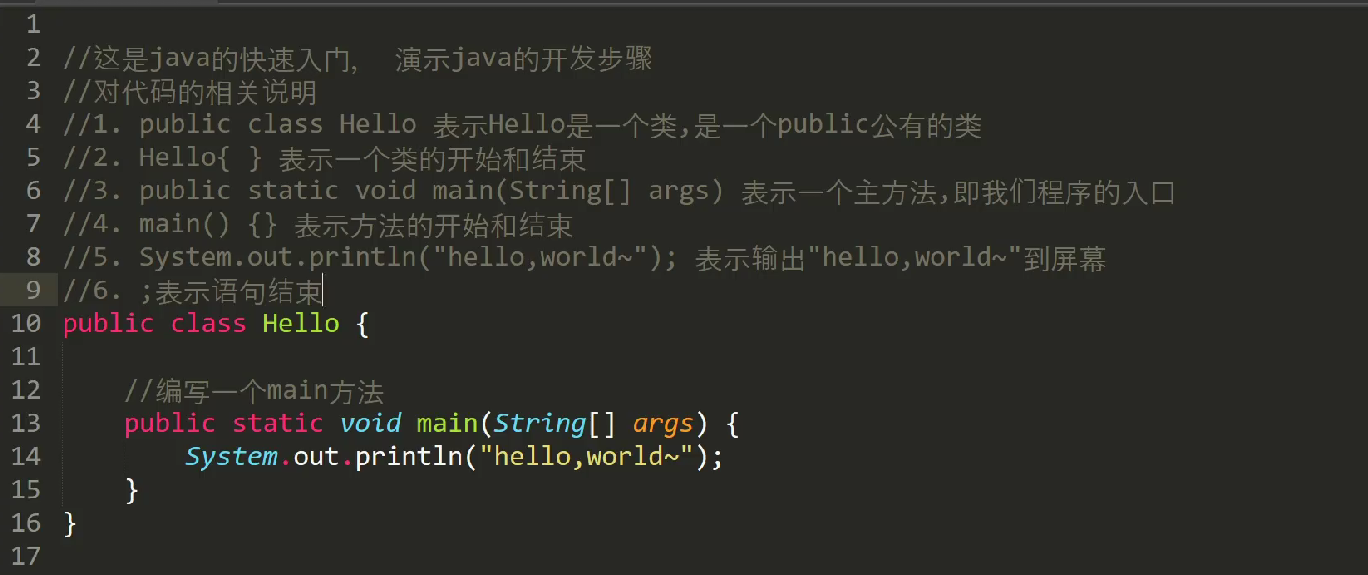 1
2 //这是java的快速入门， 演示java的开发步骤
3 //对代码的相关说明
4 //1. public class Hello 表示Hello是一个类,是一个public公有的类
5 //2. Hello{ } 表示一个类的开始和结束
6 //3. public static void main(String[] args) 表示一个主方法,即我们程序的入口
7 //4. main() {} 表示方法的开始和结束
8 //5. System.out.println("hello,world~"); 表示输出"hello,world~"到屏幕
9 //6. ;表示语句结束
10 public class Hello {
11
12     //编写一个main方法
13     public static void main(String[] args) {
14         System.out.println("hello,world~");
15     }
16 }
17